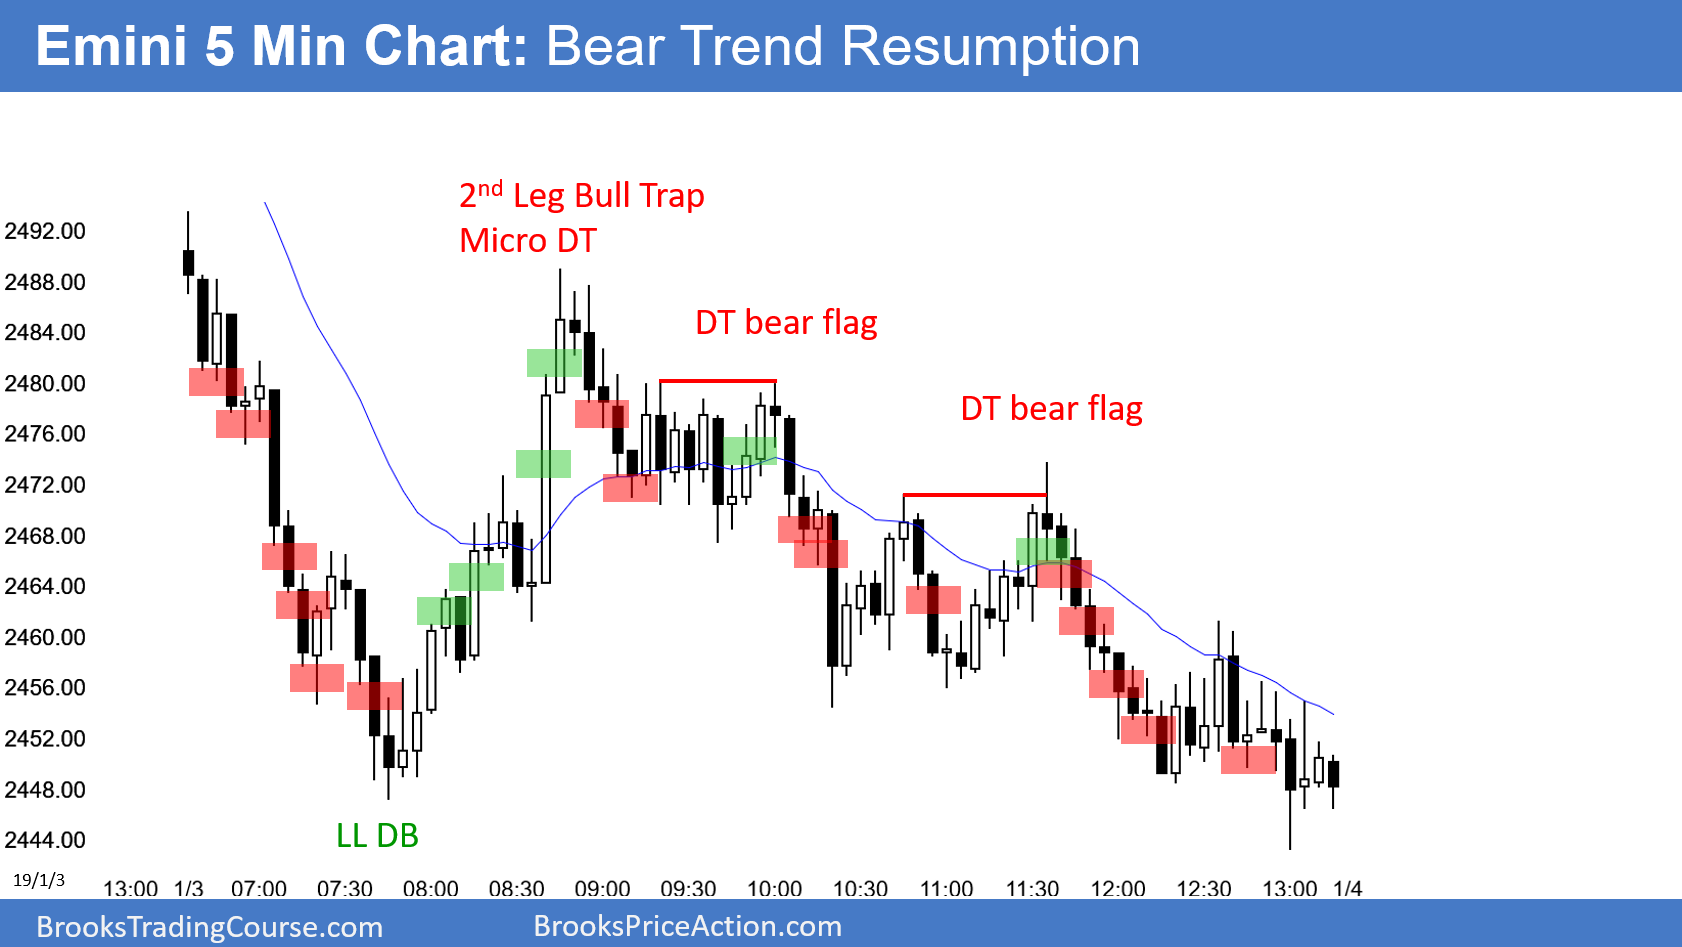 Emini 5 Min Chart: Bear Trend Resumption
2nd Leg Bull Trap
Micro DT
DT bear flag
DT bear flag
2492.00
2488.00
2484.00
2480.00
2476.00
2472.00
2468.00
2464.00
2460.00
2456.00
2452.00
2448.00
2444.00
LL DB
19/1/3
13:00 1/3 07:00 07:30 08:00 08:30 09:00 09:30 10:00 10:30 11:00 11:30 12:00 12:30 13:00 1/4
BrooksTradingCourse.com BrooksPriceAction.com